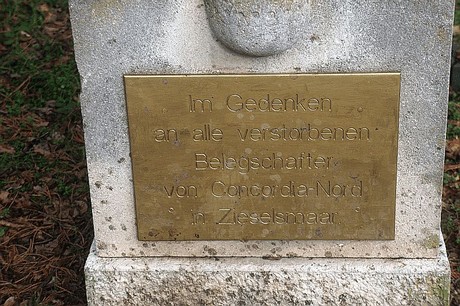 Im Gedenken
an alle verstorbenen
Belegschafter
von Concordia-Nord
in Zieselsmaar